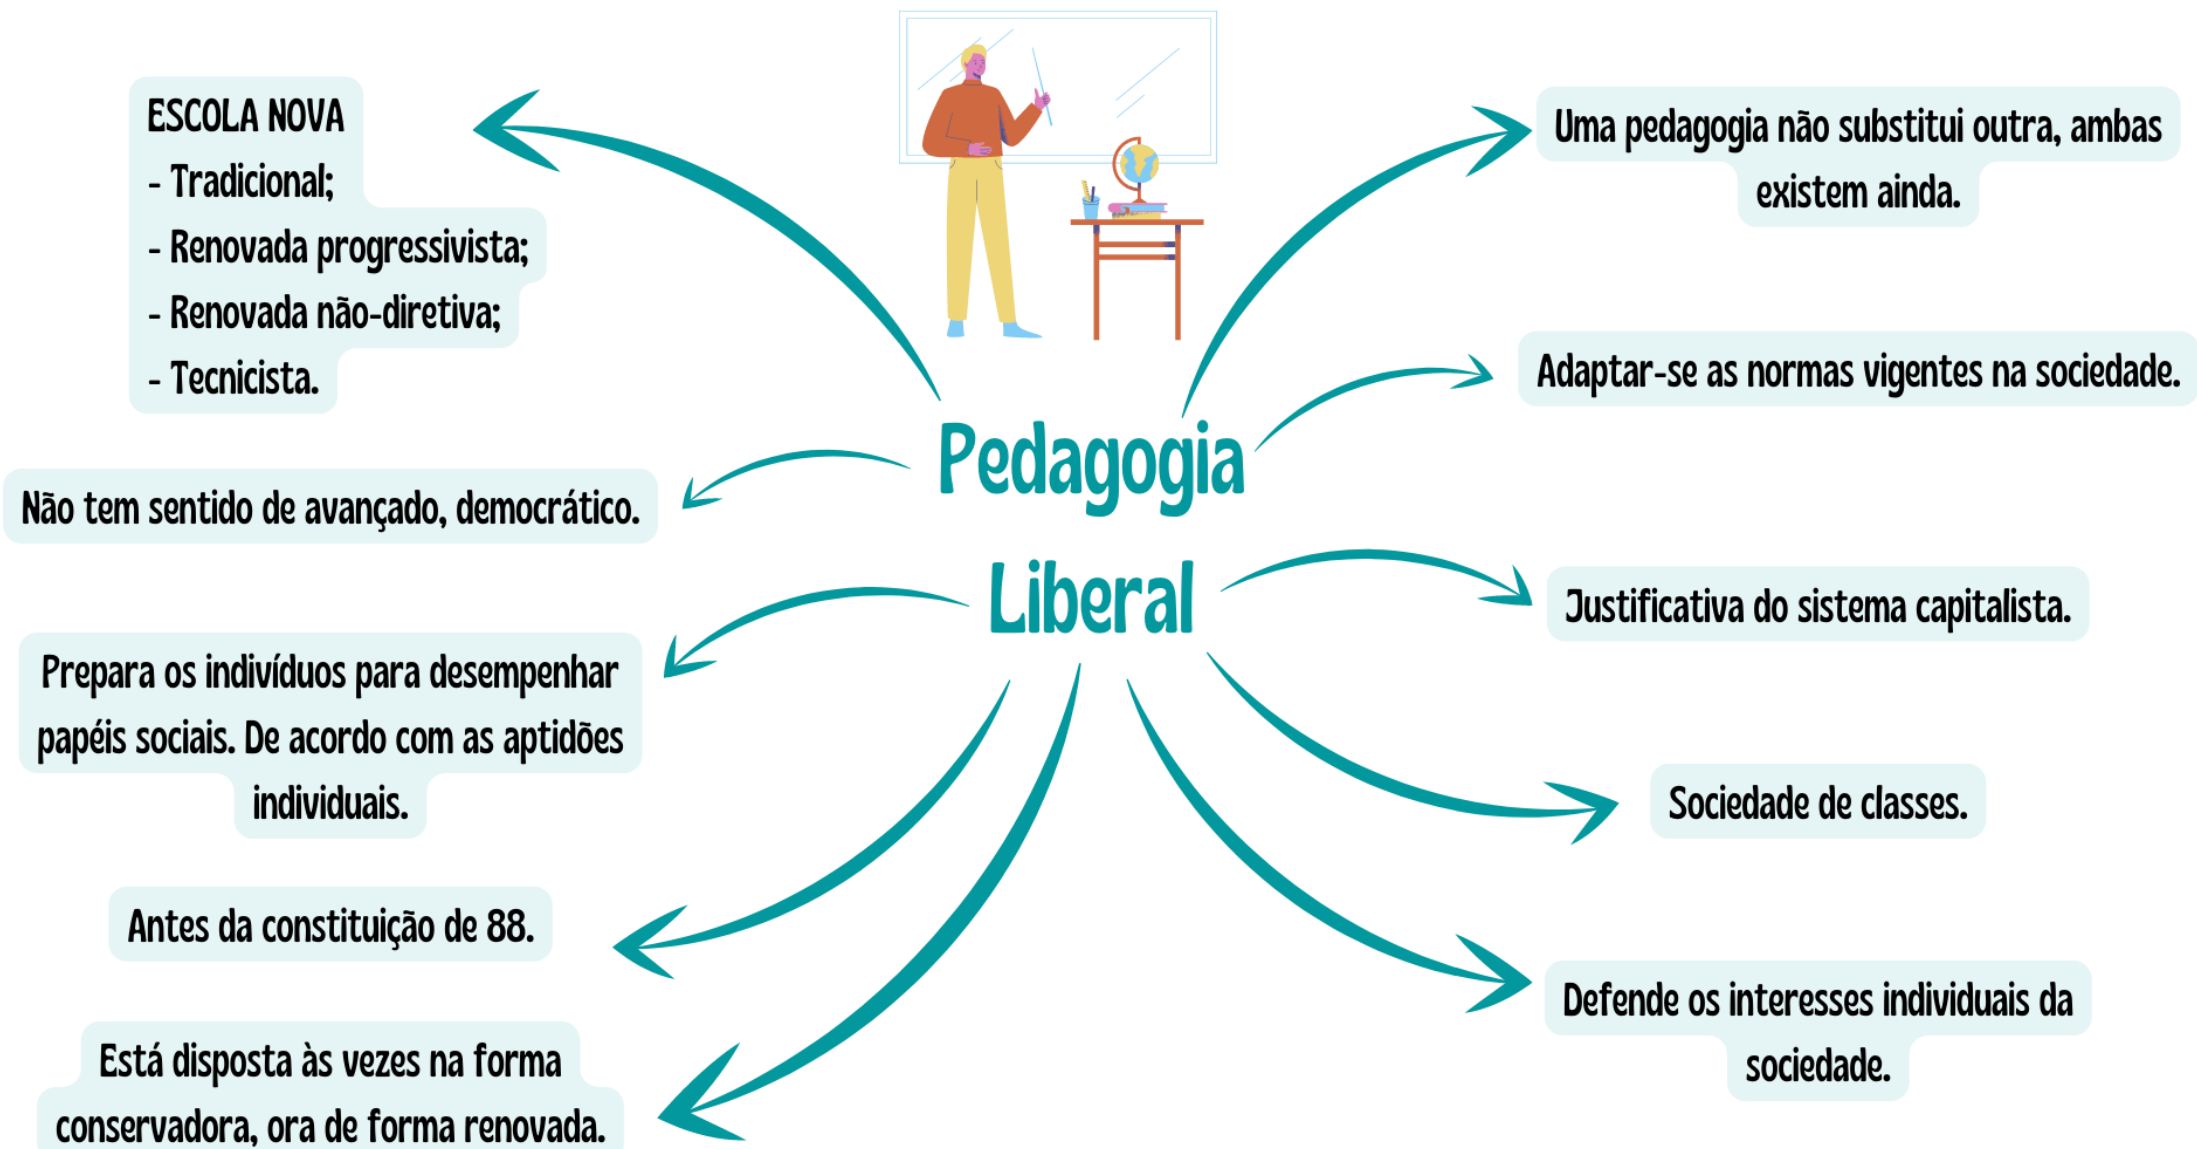 ESCOLA NOVA
- Tradicional;
- Renovada progressivista;
- Renovada não-diretiva;
- Tecnicista.
Não tem sentido de avançado, democrático.
Prepara os indivíduos para desempenhar
papéis sociais. De acordo com as aptidões
individuais.
Antes da constituição de 88.
Está disposta às vezes na forma
conservadora, ora de forma renovada.
Pedagogia
Liberal
Uma pedagogia não substitui outra, ambas
existem ainda.
Adaptar-se as normas vigentes na sociedade.
Justificativa do sistema capitalista.
Sociedade de classes.
Defende os interesses individuais da
sociedade.